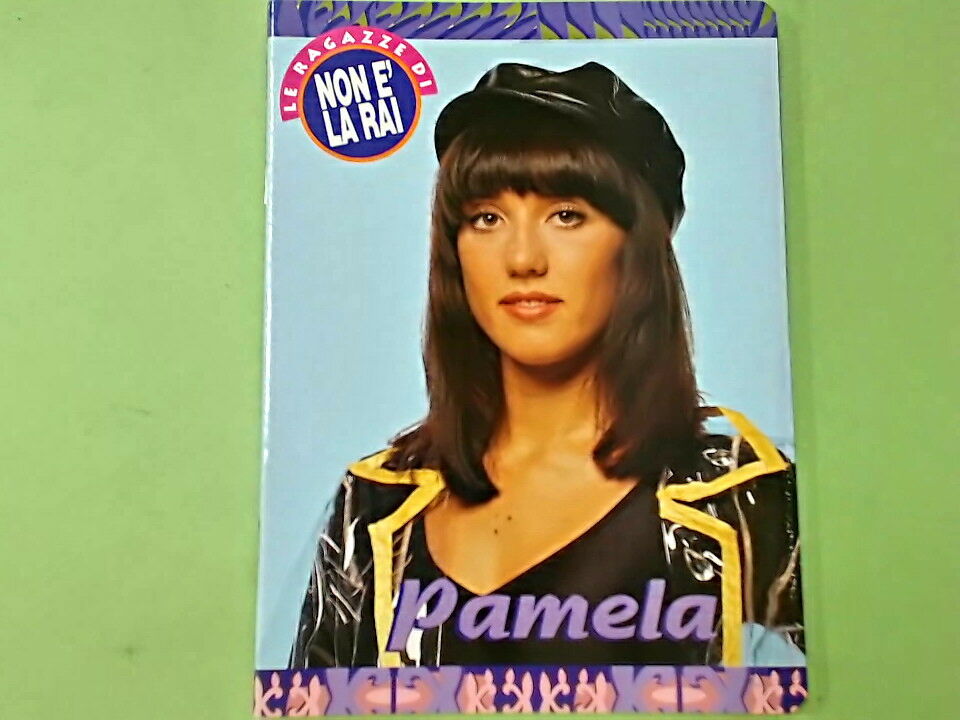 LE RAGAZZE DI
NON E'
LA RAI
Pamela